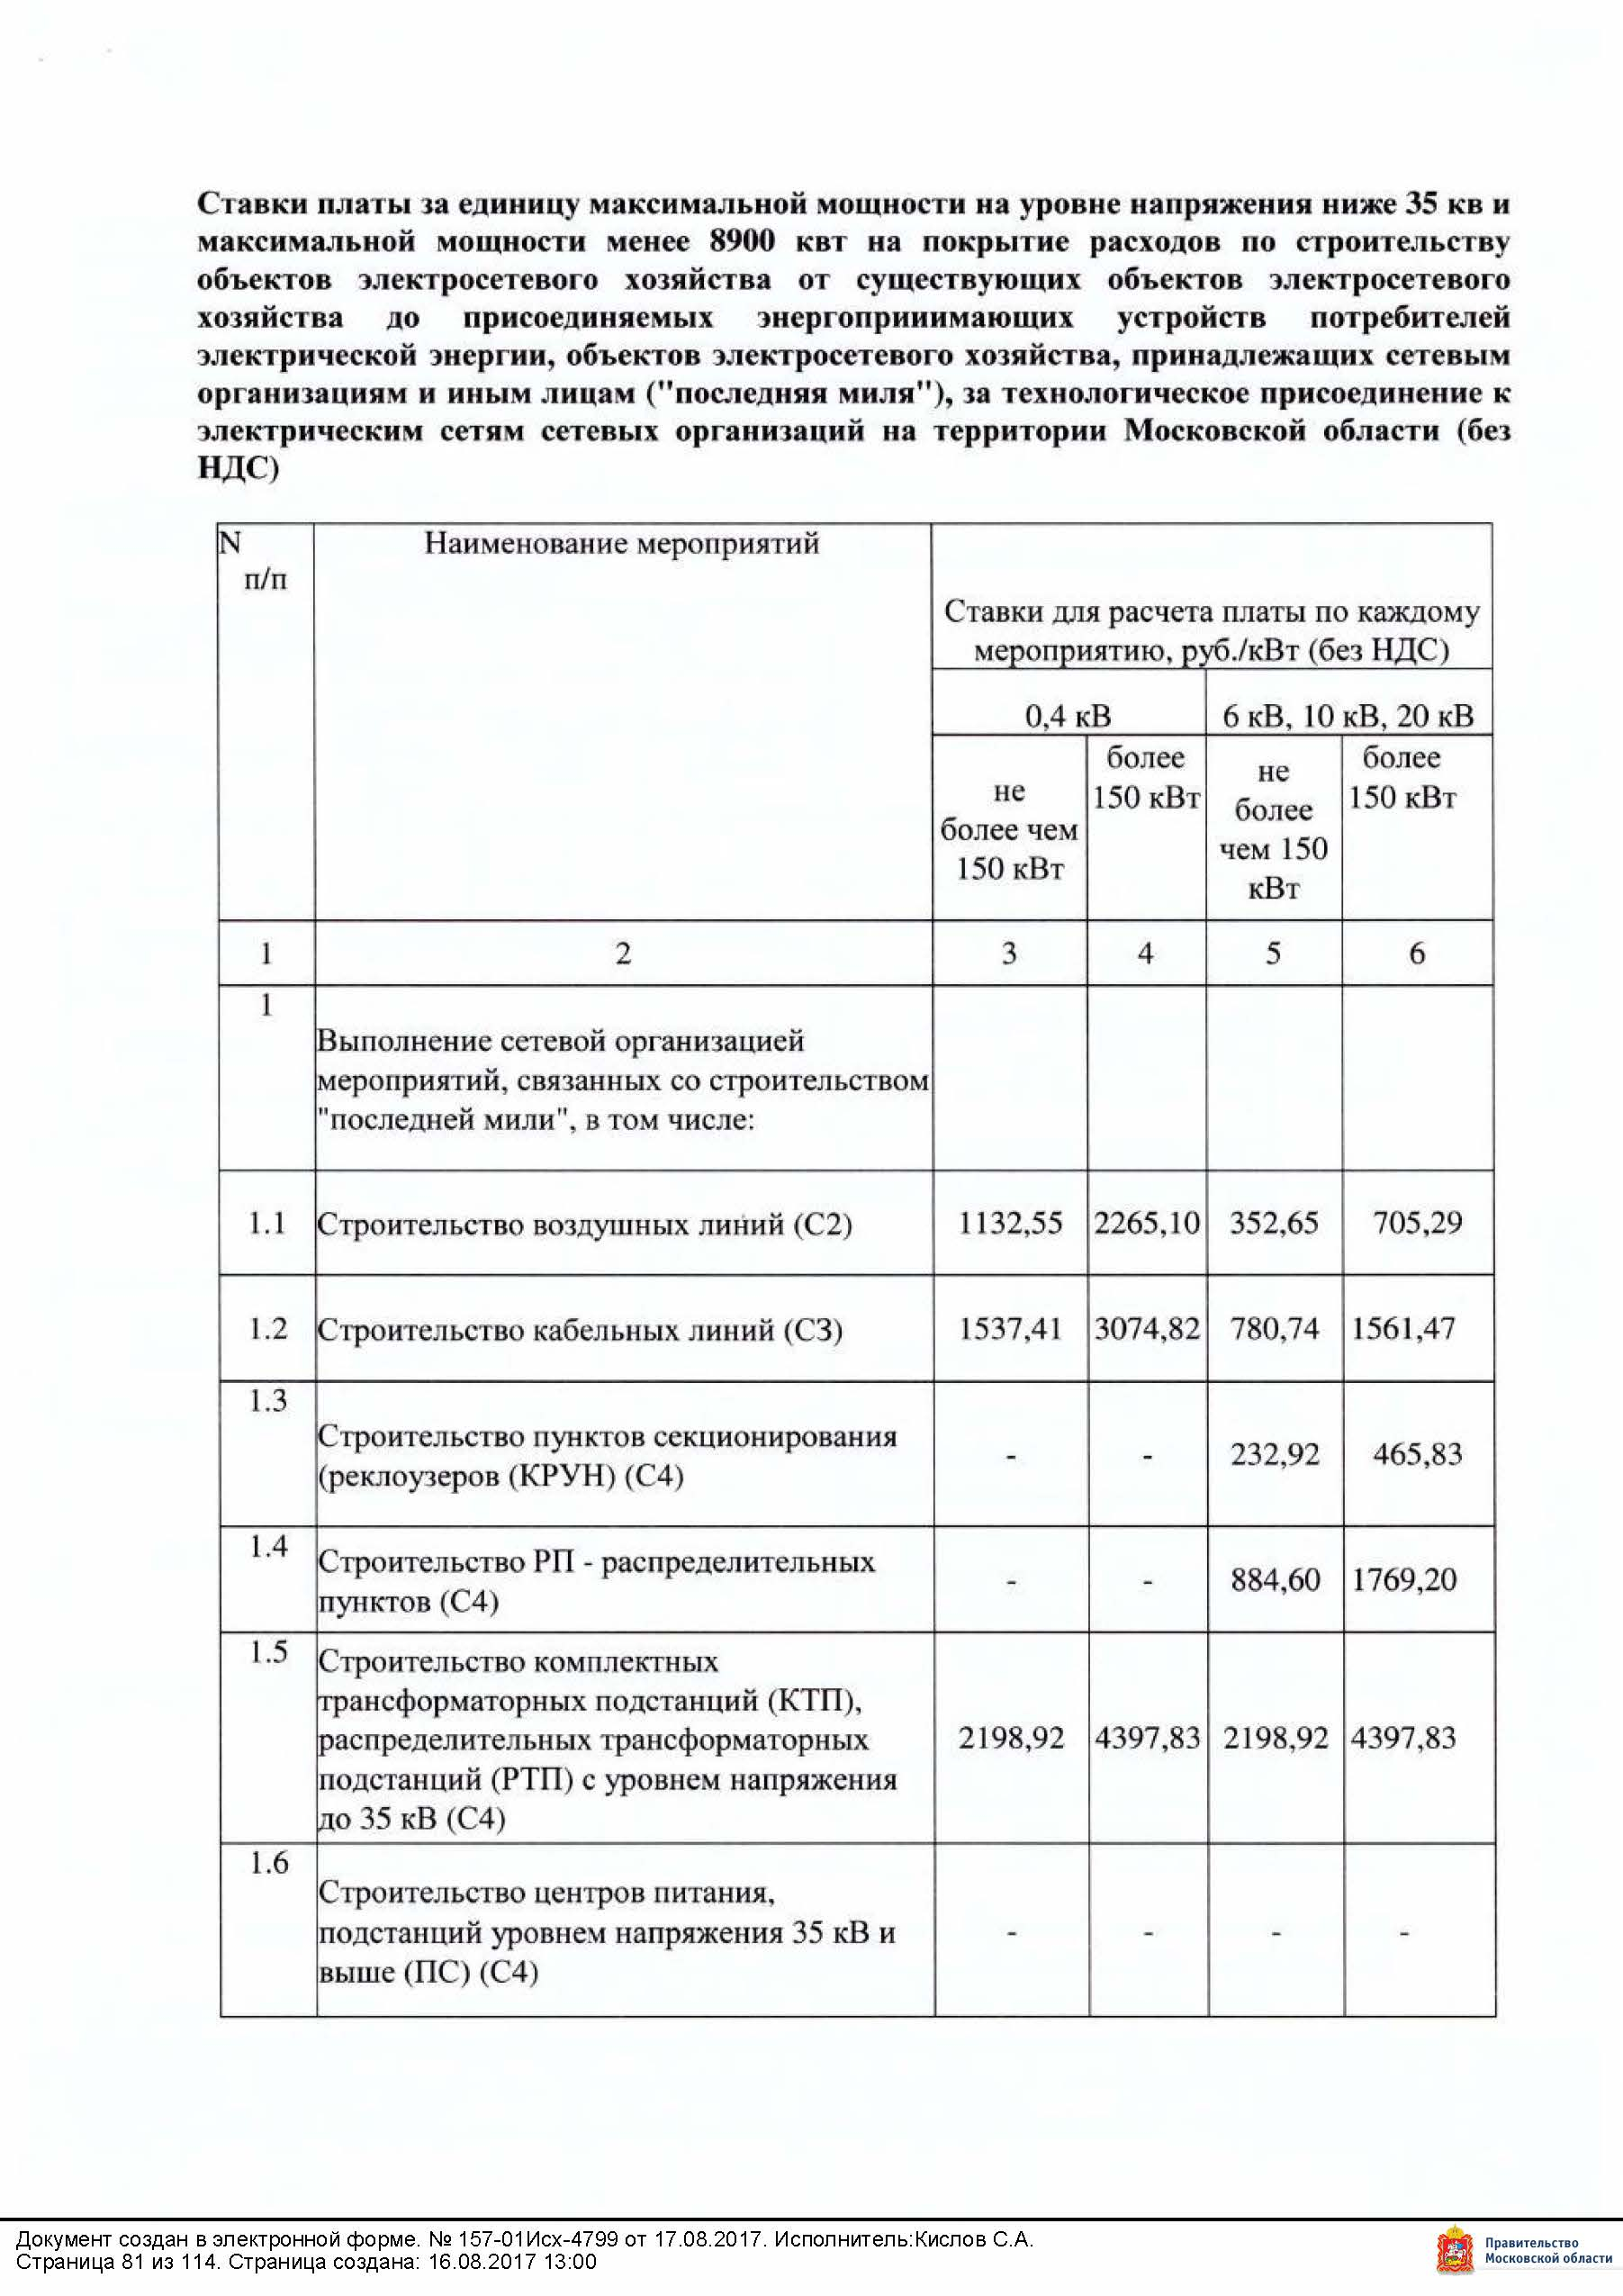 Ставки платы за единицу максимальной мощности на уровне напряжения ниже 35 кв и
максимальной мощности менее 8900 квт на покрытие расходов по строительству
объектов электросетевого хозяйства от существующих объектов электросетевого
хозяйства до присоединяемых энергопринимающих устройств потребителей
электрической энергии, объектов электросетевого хозяйства, принадлежащих сетевым
организациям и иным лицам ("последняя миля"), за технологическое присоединение к
электрическим сетям сетевых организаций на территории Московской области (без
НДС)
N
п/п
Наименование мероприятий
Ставки для расчета платы по каждому
мероприятию, руб./кВт (без НДС)
0,4 кВ
6 кВ, 10 кВ, 20 кВ
не
более чем
150 кВт
более
150 кВт
не
более
чем 150
кВт
более
150 кВт
1 2 3 4 5 6
1
Выполнение сетевой организацией
мероприятий, связанных со строительством
"последней мили", в том числе:
1.1 Строительство воздушных линий (С2) 1132,55 2265,10 352,65 705,29
1.2 Строительство кабельных линий (С3) 1537,41 3074,82 780,74 1561,47
1.3
Строительство пунктов секционирования
(реклоузеров (КРУН) (С4)
- - 232,92 465,83
1.4
Строительство РП - распределительных
пунктов (С4)
- - 884,60 1769,20
1.5
Строительство комплектных
трансформаторных подстанций (КТП),
распределительных трансформаторных
подстанций (РТП) с уровнем напряжения
до 35 кВ (С4)
2198,92 4397,83 2198,92 4397,83
1.6
Строительство центров питания,
подстанций уровнем напряжения 35 кВ и
выше (ПС) (С4)
- - - -
Документ создан в электронной форме. № 157-01Исх-4799 от 17.08.2017. Исполнитель:Кислов С.А.
Страница 81 из 114. Страница создана: 16.08.2017 13:00
Правительство
Московской области